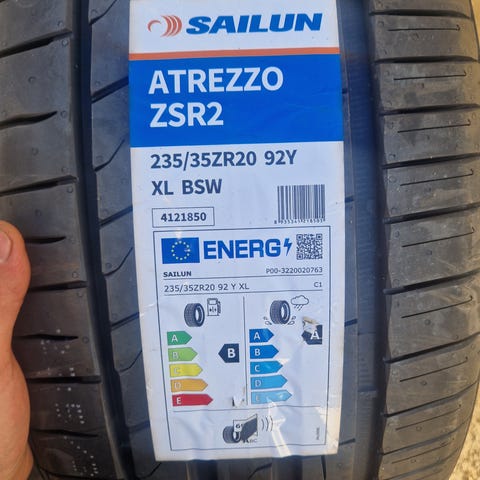 SAILUN
ATREZZO
ZSR2
235/35ZR20 92Y
XL BSW
4121850
ENERG
SAILUN P00-3220020763
235/35ZR20 92 Y XL C1
A A
B B A
C C
D D
E E